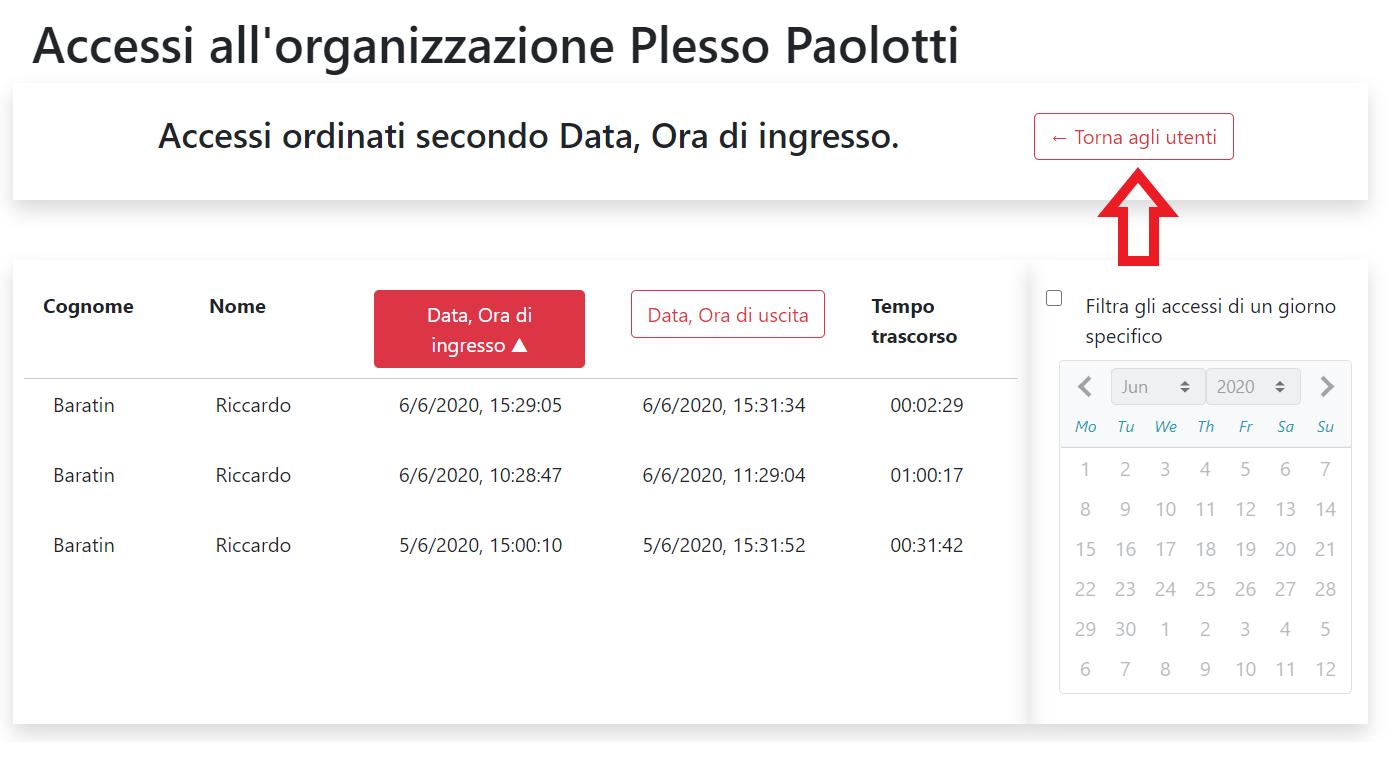 Accessi all'organizzazione Plesso Paolotti
Accessi ordinati secondo Data, Ora di ingresso.
← Torna agli utenti
Cognome Nome Data, Ora di ingresso ▲ Data, Ora di uscita Tempo trascorso
Baratin Riccardo 6/6/2020, 15:29:05 6/6/2020, 15:31:34 00:02:29
Baratin Riccardo 6/6/2020, 10:28:47 6/6/2020, 11:29:04 01:00:17
Baratin Riccardo 5/6/2020, 15:00:10 5/6/2020, 15:31:52 00:31:42
Filtra gli accessi di un giorno
specifico
Jun 2020
Mo Tu We Th Fr Sa Su
1 2 3 4 5 6 7
8 9 10 11 12 13 14
15 16 17 18 19 20 21
22 23 24 25 26 27 28
29 30 1 2 3 4 5
6 7 8 9 10 11 12